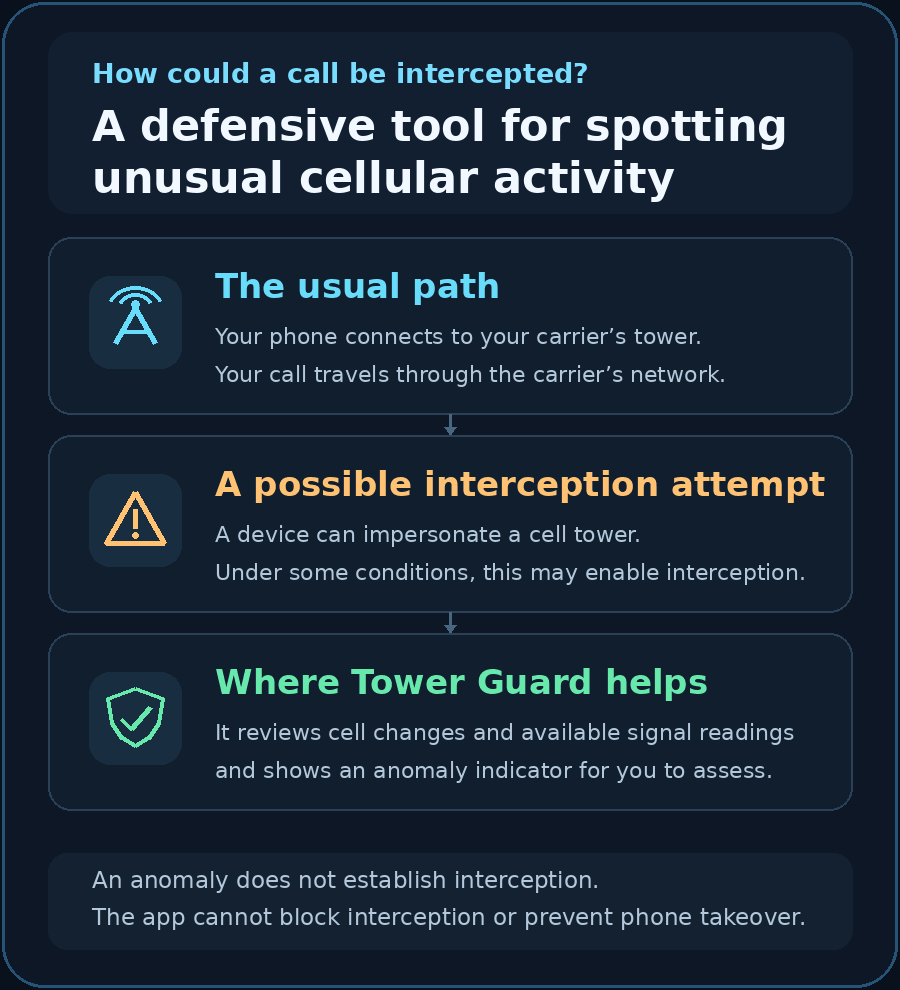 How could a call be intercepted?
A defensive tool for spotting
unusual cellular activity
The usual path
Your phone connects to your carrier’s tower.
Your call travels through the carrier’s network.
A possible interception attempt
A device can impersonate a cell tower.
Under some conditions, this may enable interception.
Where Tower Guard helps
It reviews cell changes and available signal readings
and shows an anomaly indicator for you to assess.
An anomaly does not establish interception.
The app cannot block interception or prevent phone takeover.